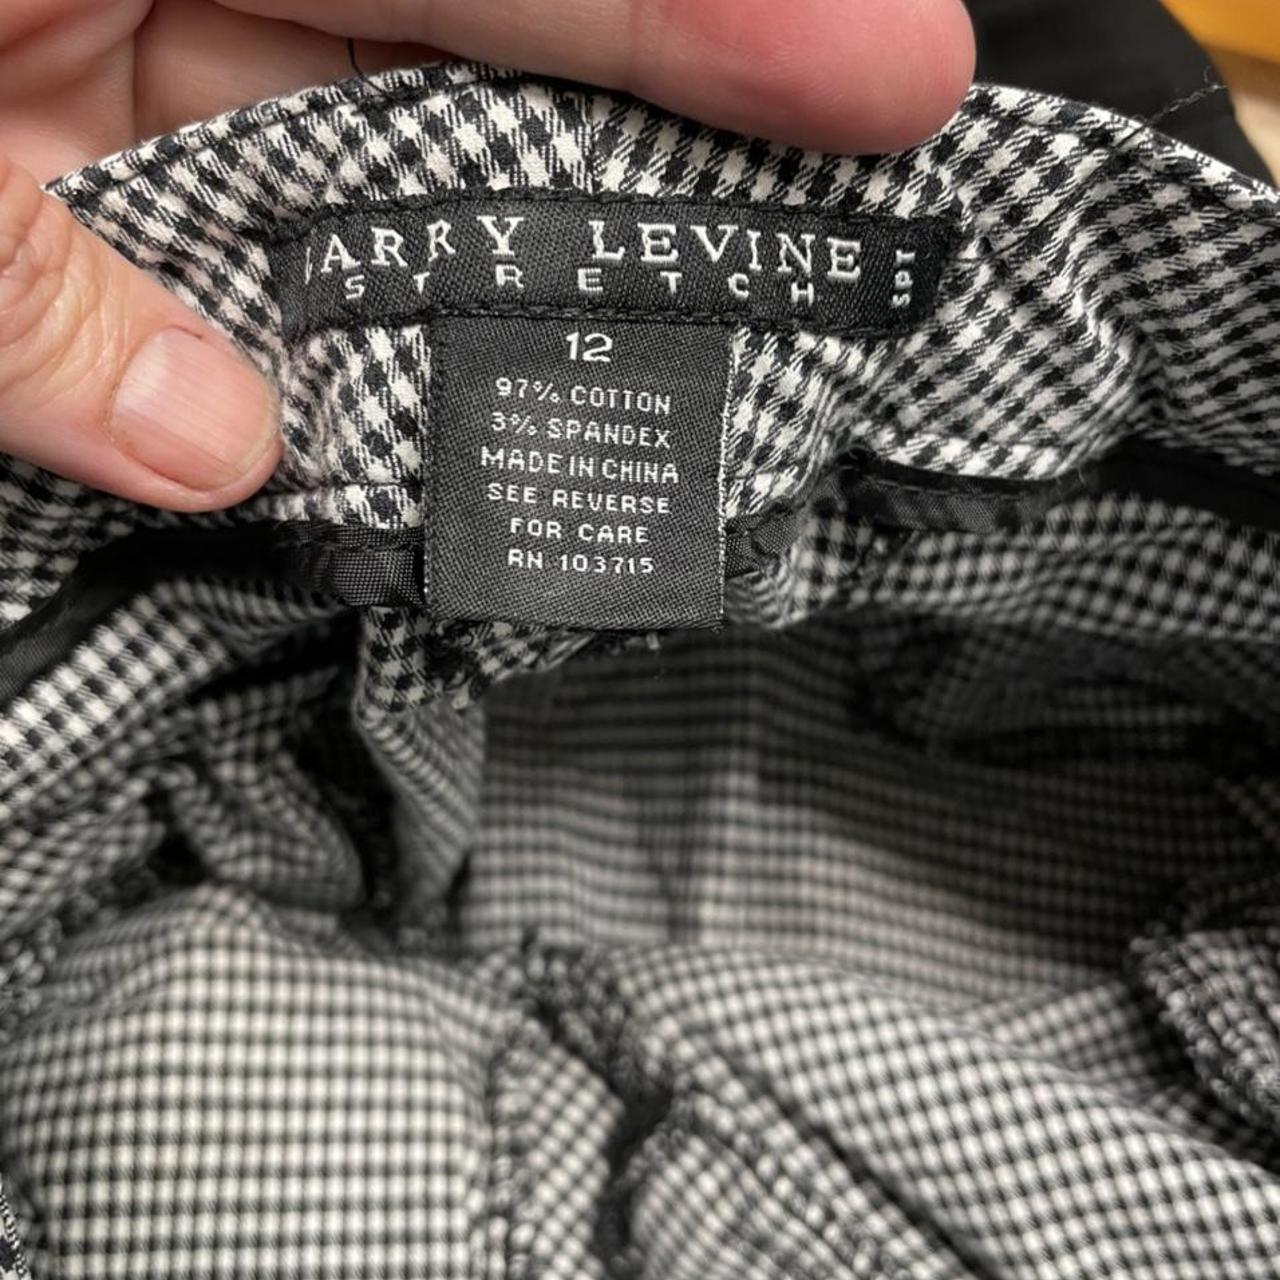 ARRY LEVINE
STRETCH
SPT
12
97% COTTON
3% SPANDEX
MADE IN CHINA
SEE REVERSE
FOR CARE
RN 103715